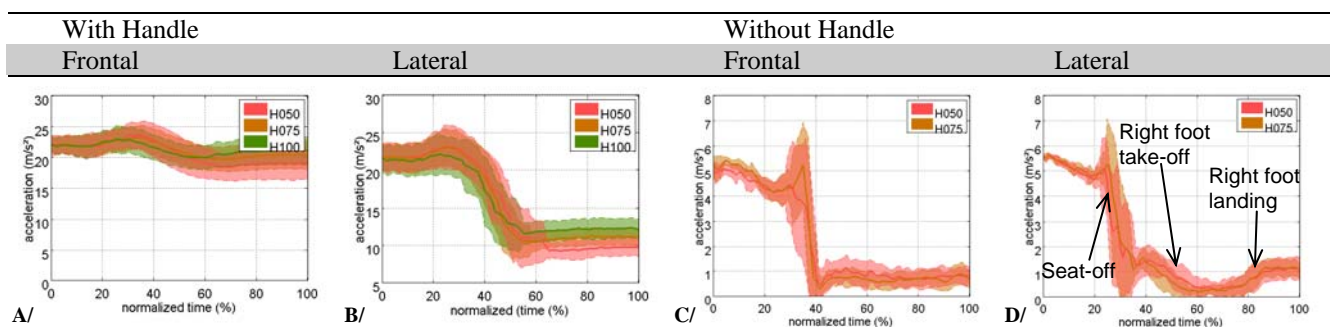 With Handle Without Handle
Frontal Lateral Frontal Lateral
30
25
20
15
10
5
0
acceleration (m/s²)
0 20 40 60 80 100
normalized time (%)
H050
H075
H100
A/
30
25
20
15
10
5
acceleration (m/s²)
0 20 40 60 80 100
normalized (time (%)
H050
H075
H100
B/
8
7
6
5
4
3
2
1
0
acceleration (m/s²)
0 20 40 60 80 100
normalized time (%)
H050
H075
C/
8
7
6
5
4
3
2
1
0
acceleration (m/s²)
0 20 40 60 80 100
normalized time (%)
H050
H075
Right foot
take-off
Right foot
landing
Seat-off
D/